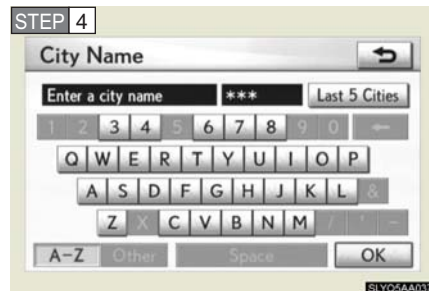 STEP 4
City Name
Enter a city name *** Last 5 Cities
1 2 3 4 5 6 7 8 9 0 ←
Q W E R T Y U I O P
A S D F G H J K L &
Z X C V B N M / ' -
A-Z Other Space OK
SLYO5AA037